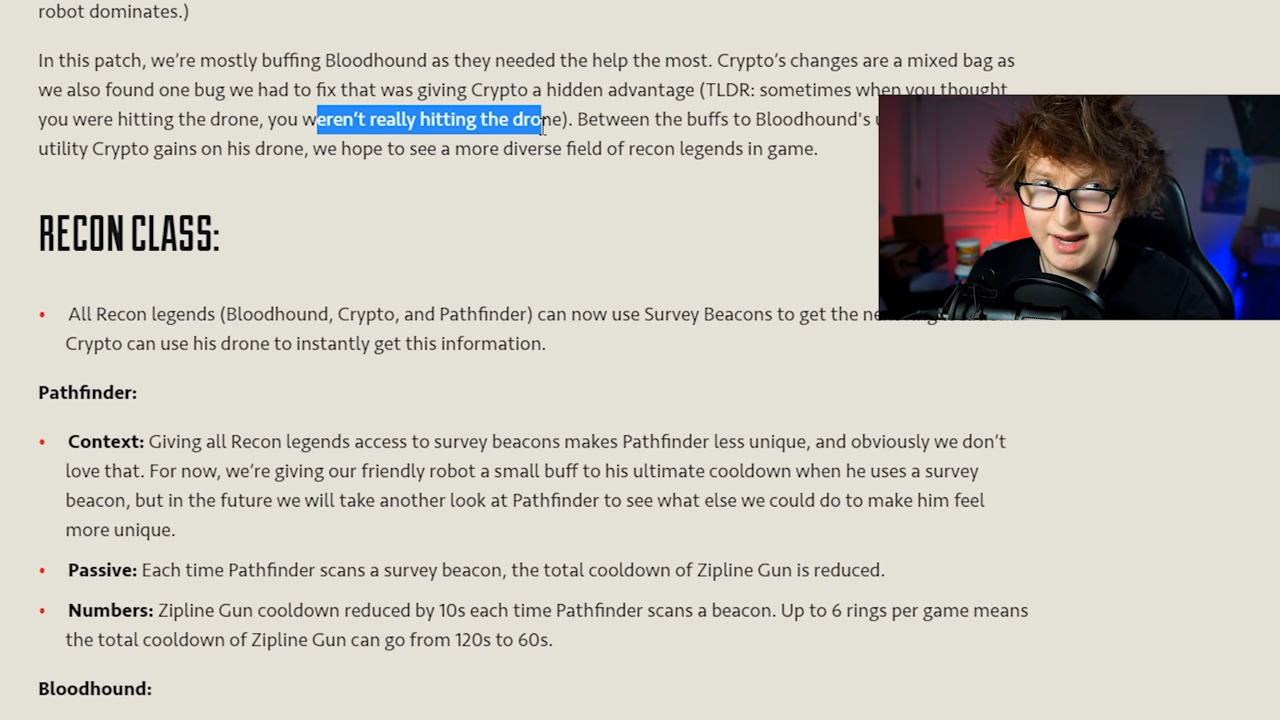 robot dominates.)
In this patch, we're mostly buffing Bloodhound as they needed the help the most. Crypto's changes are a mixed bag as
we also found one bug we had to fix that was giving Crypto a hidden advantage (TLDR: sometimes when you thought
you were hitting the drone, you weren't really hitting the drone). Between the buffs to Bloodhound's
utility Crypto gains on his drone, we hope to see a more diverse field of recon legends in game.
RECON CLASS:
• All Recon legends (Bloodhound, Crypto, and Pathfinder) can now use Survey Beacons to get the
Crypto can use his drone to instantly get this information.
Pathfinder:
• Context: Giving all Recon legends access to survey beacons makes Pathfinder less unique, and obviously we don't
love that. For now, we're giving our friendly robot a small buff to his ultimate cooldown when he uses a survey
beacon, but in the future we will take another look at Pathfinder to see what else we could do to make him feel
more unique.
• Passive: Each time Pathfinder scans a survey beacon, the total cooldown of Zipline Gun is reduced.
• Numbers: Zipline Gun cooldown reduced by 10s each time Pathfinder scans a beacon. Up to 6 rings per game means
the total cooldown of Zipline Gun can go from 120s to 60s.
Bloodhound: